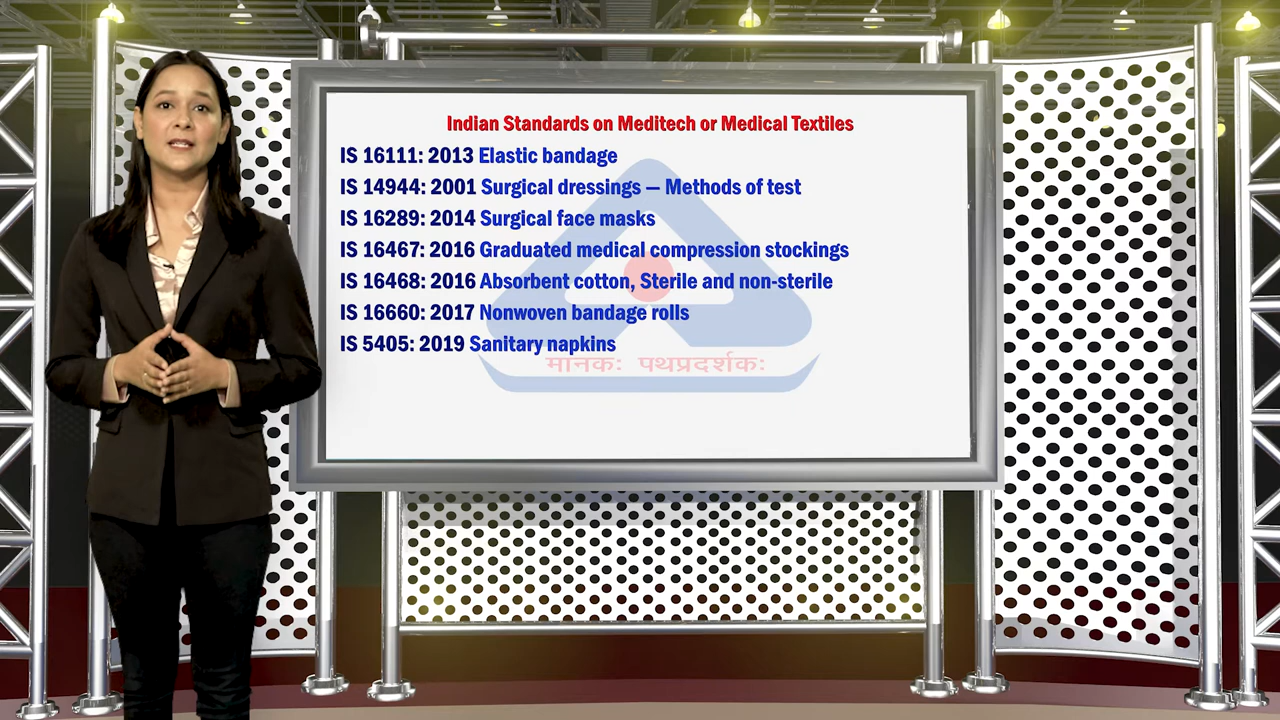 Indian Standards on Meditech or Medical Textiles
IS 16111: 2013 Elastic bandage
IS 14944: 2001 Surgical dressings — Methods of test
IS 16289: 2014 Surgical face masks
IS 16467: 2016 Graduated medical compression stockings
IS 16468: 2016 Absorbent cotton, Sterile and non-sterile
IS 16660: 2017 Nonwoven bandage rolls
IS 5405: 2019 Sanitary napkins
मानकः पथप्रदर्शकः